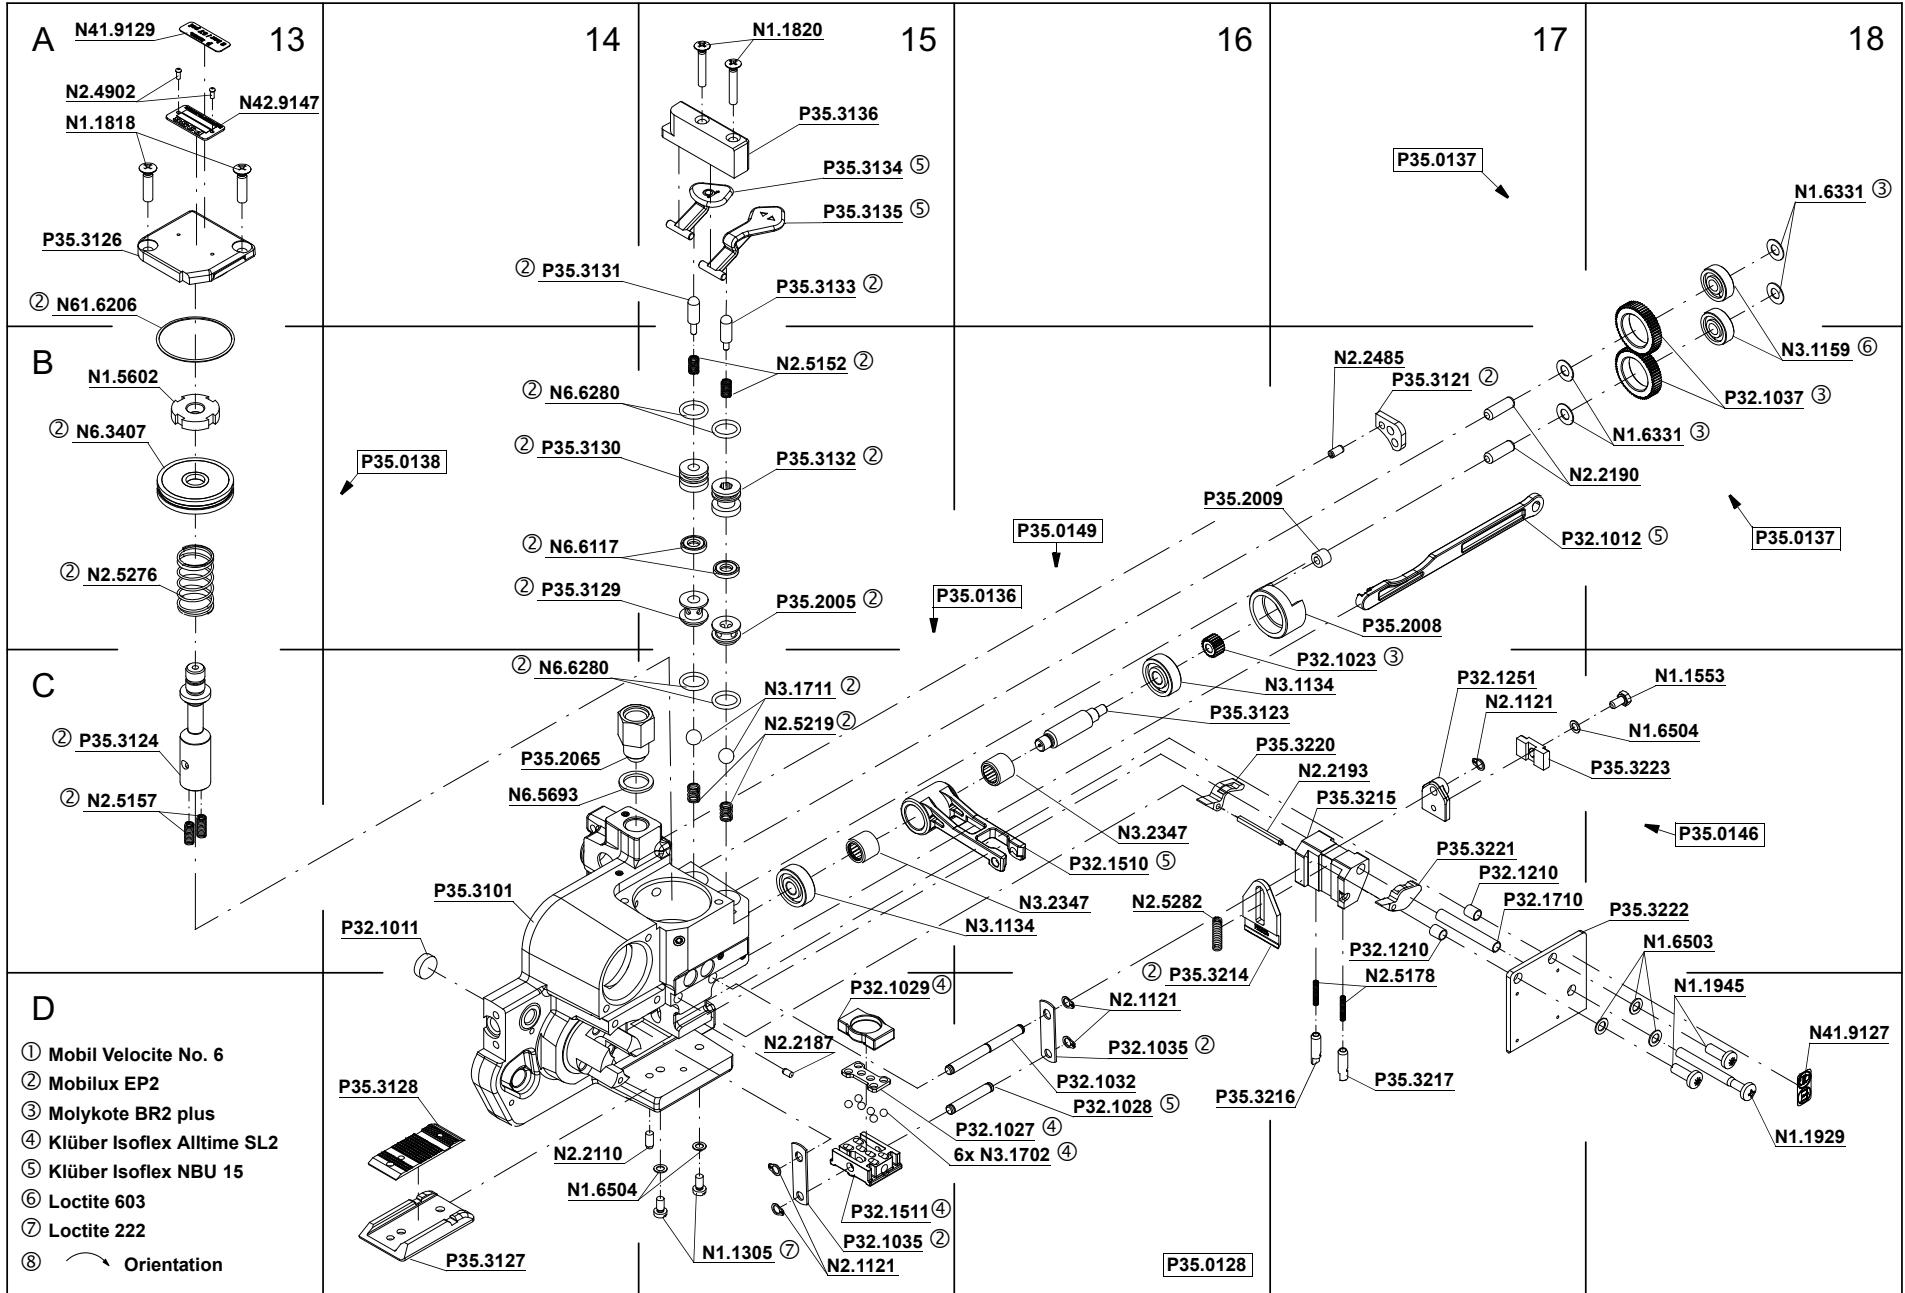 A
13
14
15
16
17
18
N41.9129
N2.4902
N42.9147
N1.1818
P35.3126
② N61.6206
N1.1820
P35.3136
P35.3134 ⑤
P35.3135 ⑤
② P35.3131
P35.3133 ②
P35.0137
N1.6331 ③
B
N1.5602
② N6.3407
② N2.5276
P35.0138
N2.5152 ②
② N6.6280
② P35.3130
P35.3132 ②
② N6.6117
② P35.3129
P35.2005 ②
P35.0149
P35.0136
N2.2485
P35.3121 ②
P35.2009
P35.2008
N3.1159 ⑥
P32.1037 ③
N1.6331 ③
N2.2190
P32.1012 ⑤
P35.0137
C
② P35.3124
② N2.5157
② N6.6280
N3.1711 ②
N2.5219 ②
P35.2065
N6.5693
P35.3101
P32.1011
P32.1023 ③
N3.1134
P35.3123
N3.2347
P32.1510 ⑤
N3.2347
N3.1134
P35.3220
N2.2193
P35.3215
P32.1251
N2.1121
N1.1553
N1.6504
P35.3223
P35.0146
P35.3221
P32.1210
P32.1710
P35.3222
N2.5282
② P35.3214
P32.1210
N2.5178
N1.6503
N1.1945
N41.9127
N1.1929
D
① Mobil Velocite No. 6
② Mobilux EP2
③ Molykote BR2 plus
④ Klüber Isoflex Alltime SL2
⑤ Klüber Isoflex NBU 15
⑥ Loctite 603
⑦ Loctite 222
⑧ Orientation
P35.3128
P35.3127
N2.2110
N1.6504
N1.1305 ⑦
N2.2187
P32.1029 ④
N2.1121
P32.1035 ②
P32.1032
P32.1028 ⑤
P32.1027 ④
6x N3.1702 ④
P32.1511 ④
P32.1035 ②
N2.1121
P35.3216
P35.3217
P35.0128